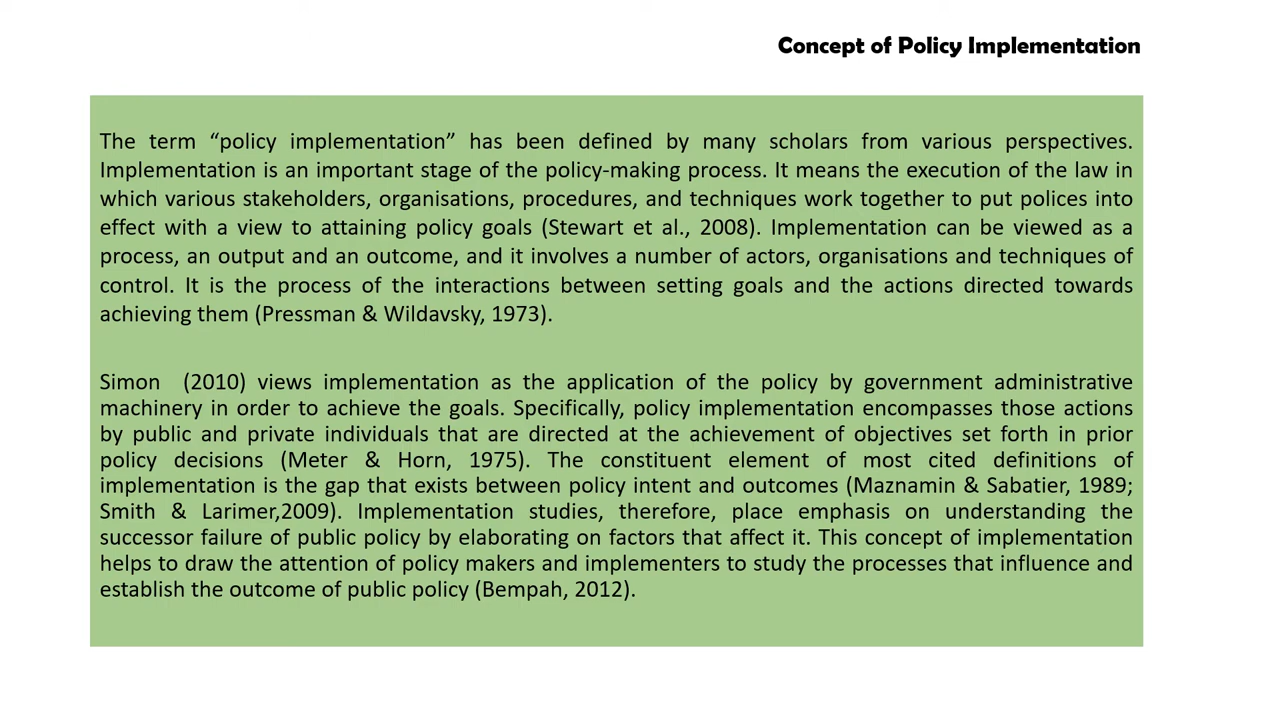 Concept of Policy Implementation
The term “policy implementation” has been defined by many scholars from various perspectives.
Implementation is an important stage of the policy-making process. It means the execution of the law in
which various stakeholders, organisations, procedures, and techniques work together to put polices into
effect with a view to attaining policy goals (Stewart et al., 2008). Implementation can be viewed as a
process, an output and an outcome, and it involves a number of actors, organisations and techniques of
control. It is the process of the interactions between setting goals and the actions directed towards
achieving them (Pressman & Wildavsky, 1973).
Simon (2010) views implementation as the application of the policy by government administrative
machinery in order to achieve the goals. Specifically, policy implementation encompasses those actions
by public and private individuals that are directed at the achievement of objectives set forth in prior
policy decisions (Meter & Horn, 1975). The constituent element of most cited definitions of
implementation is the gap that exists between policy intent and outcomes (Maznamin & Sabatier, 1989;
Smith & Larimer,2009). Implementation studies, therefore, place emphasis on understanding the
successor failure of public policy by elaborating on factors that affect it. This concept of implementation
helps to draw the attention of policy makers and implementers to study the processes that influence and
establish the outcome of public policy (Bempah, 2012).